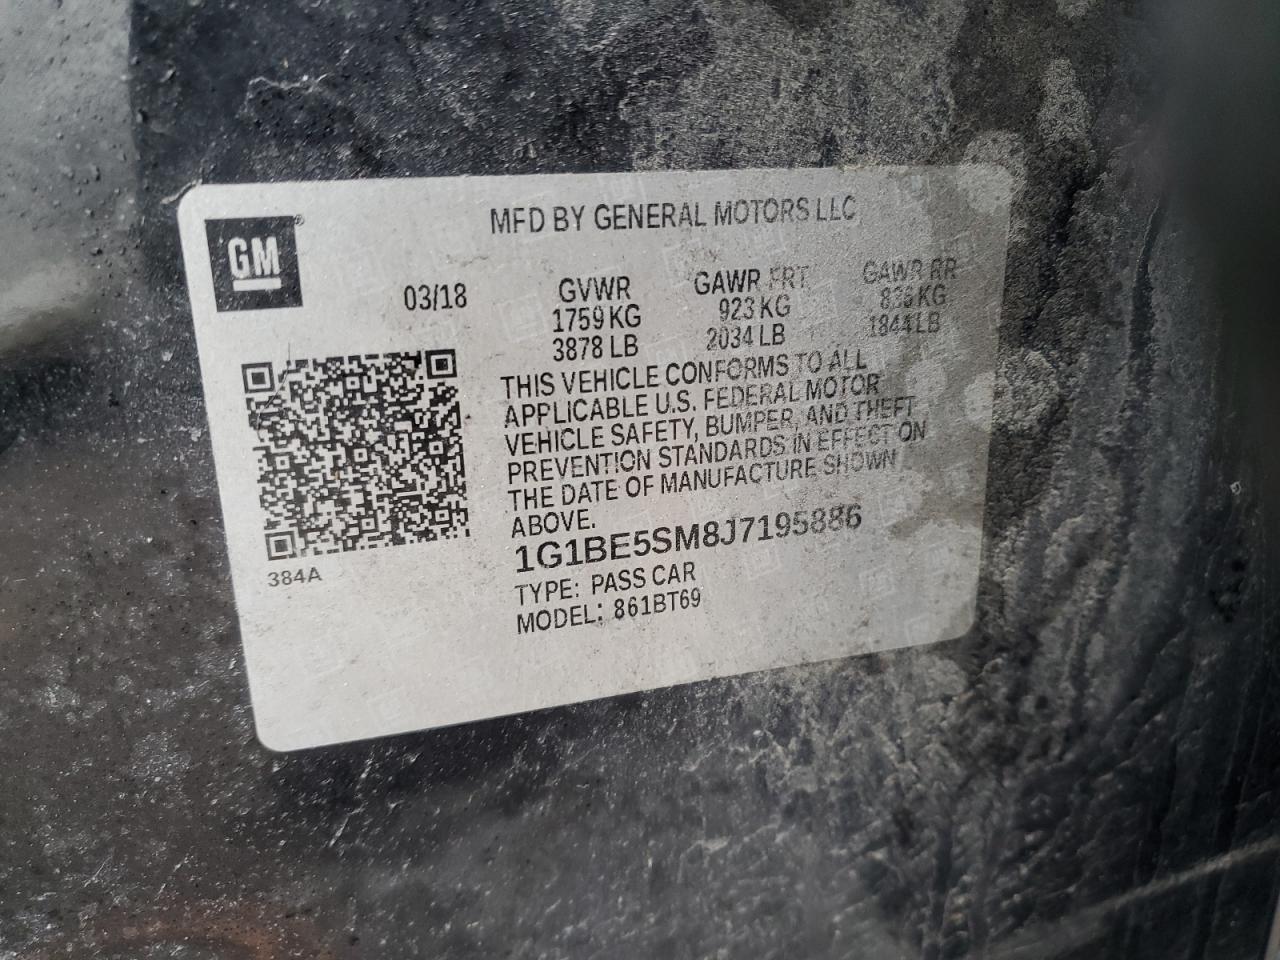 GM
MFD BY GENERAL MOTORS LLC
03/18
GVWR
1759 KG
3878 LB
GAWR FRT
923 KG
2034 LB
GAWR RR
836 KG
1844 LB
THIS VEHICLE CONFORMS TO ALL
APPLICABLE U.S. FEDERAL MOTOR
VEHICLE SAFETY, BUMPER, AND THEFT
PREVENTION STANDARDS IN EFFECT ON
THE DATE OF MANUFACTURE SHOWN
ABOVE.
1G1BE5SM8J7195886
TYPE: PASS CAR
MODEL: 861BT69
384A